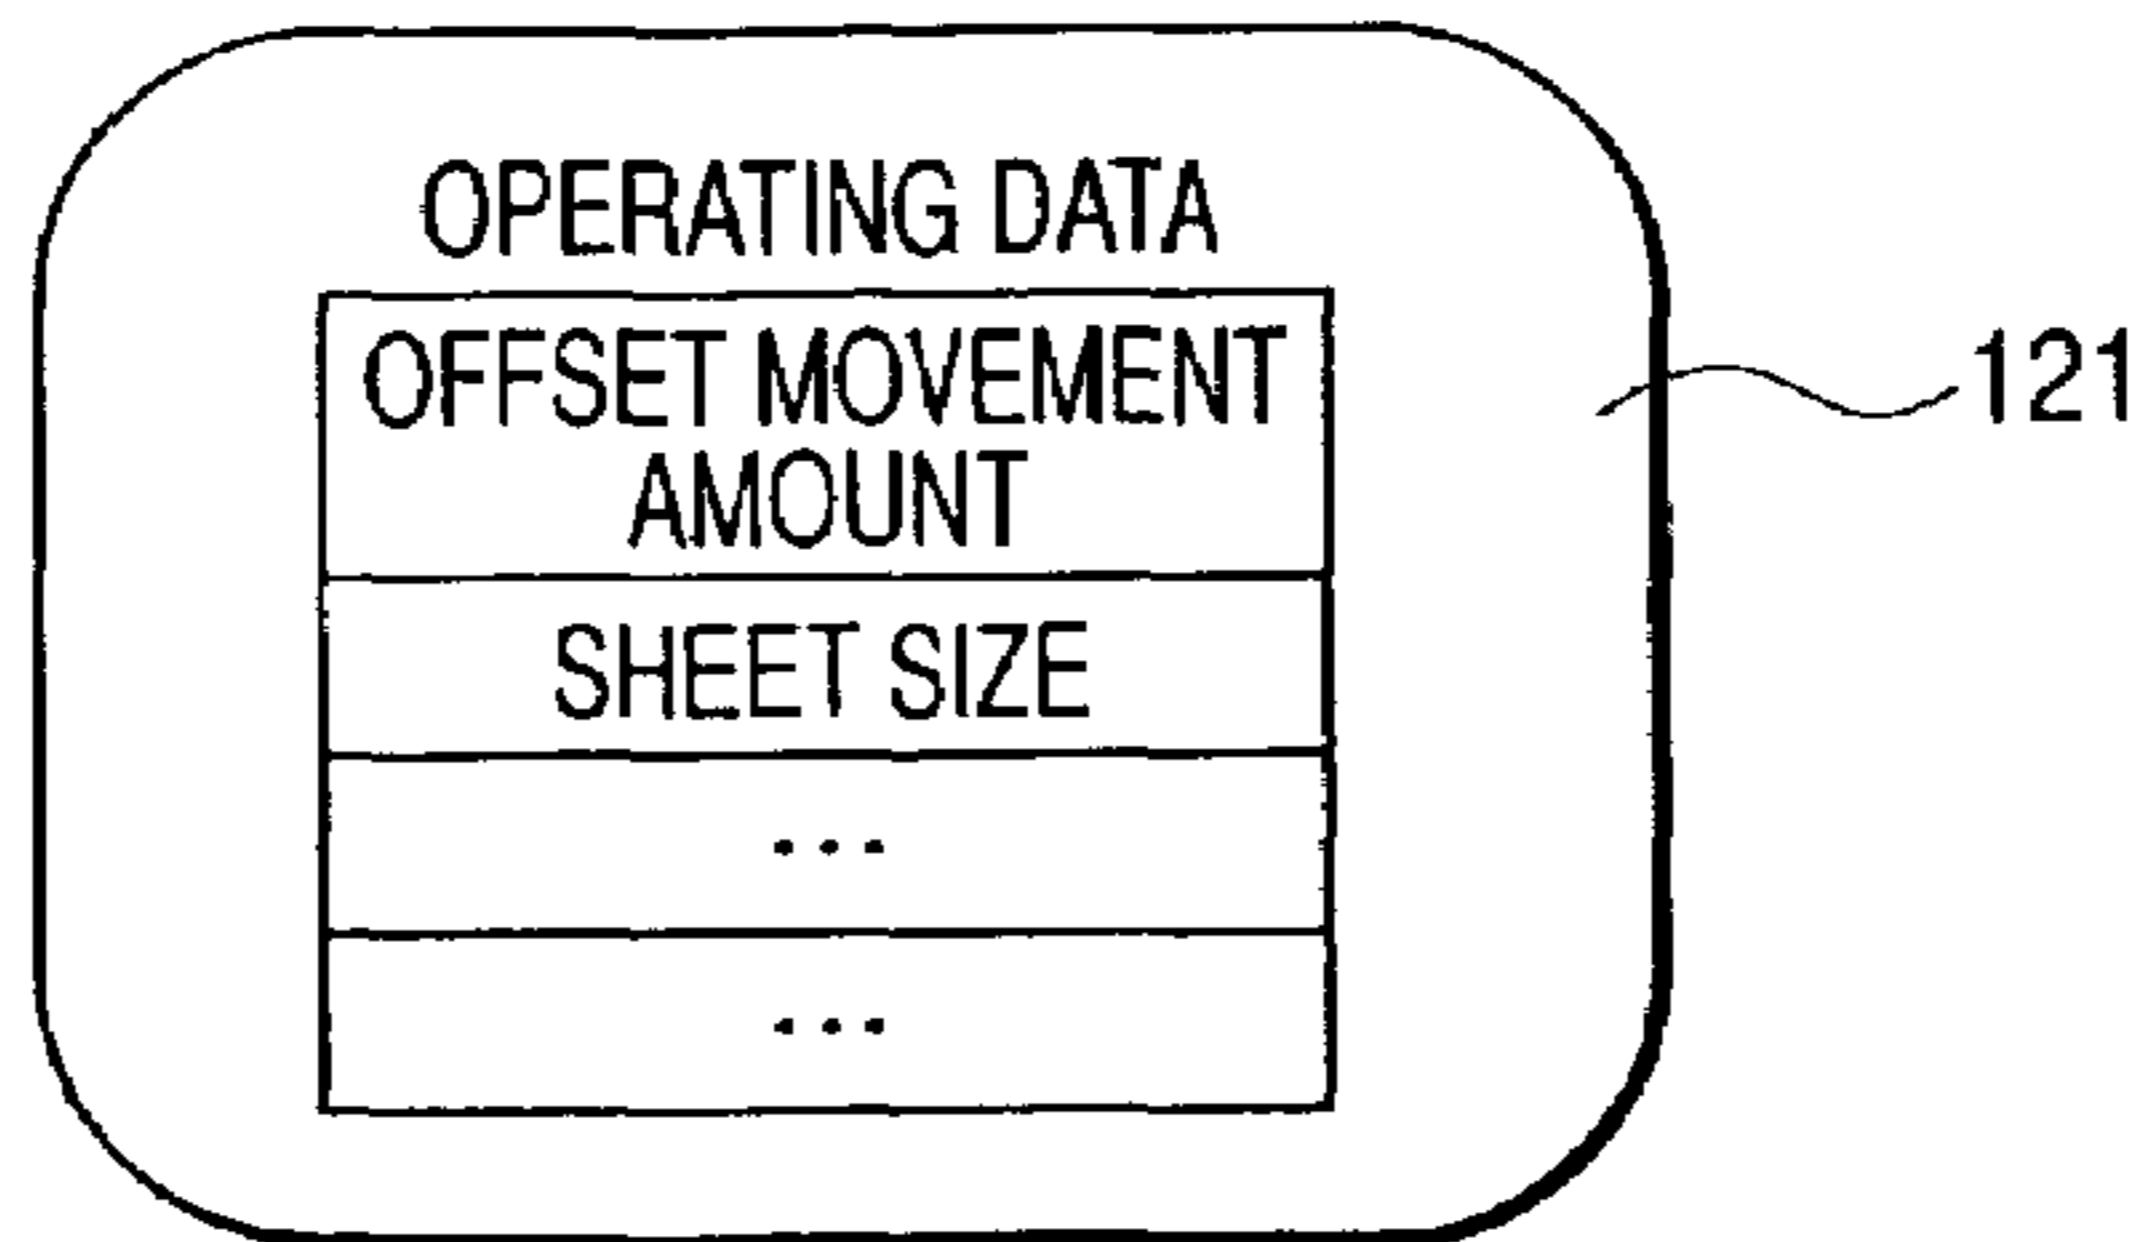 OPERATING DATA
OFFSET MOVEMENT
AMOUNT
121
SHEET SIZE
...
...